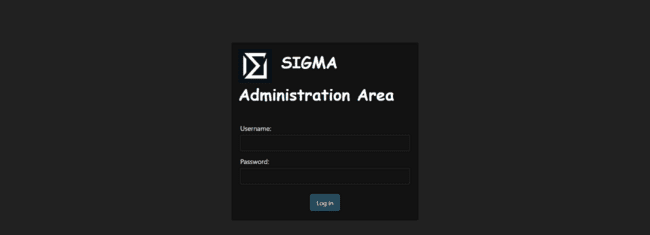 SIGMA
Administration Area
Username:
Password:
Log in